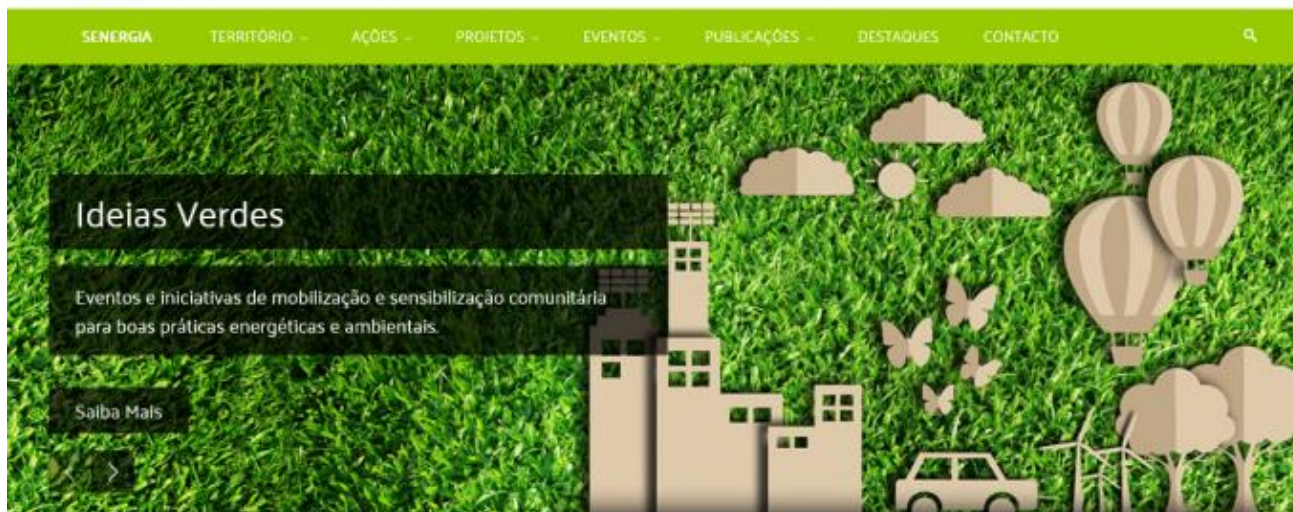 SENERGIA TERRITÓRIO AÇÕES PROJETOS EVENTOS PUBLICAÇÕES DESTAQUES CONTACTO
Ideias Verdes
Eventos e iniciativas de mobilização e sensibilização comunitária
para boas práticas energéticas e ambientais.
Saiba Mais